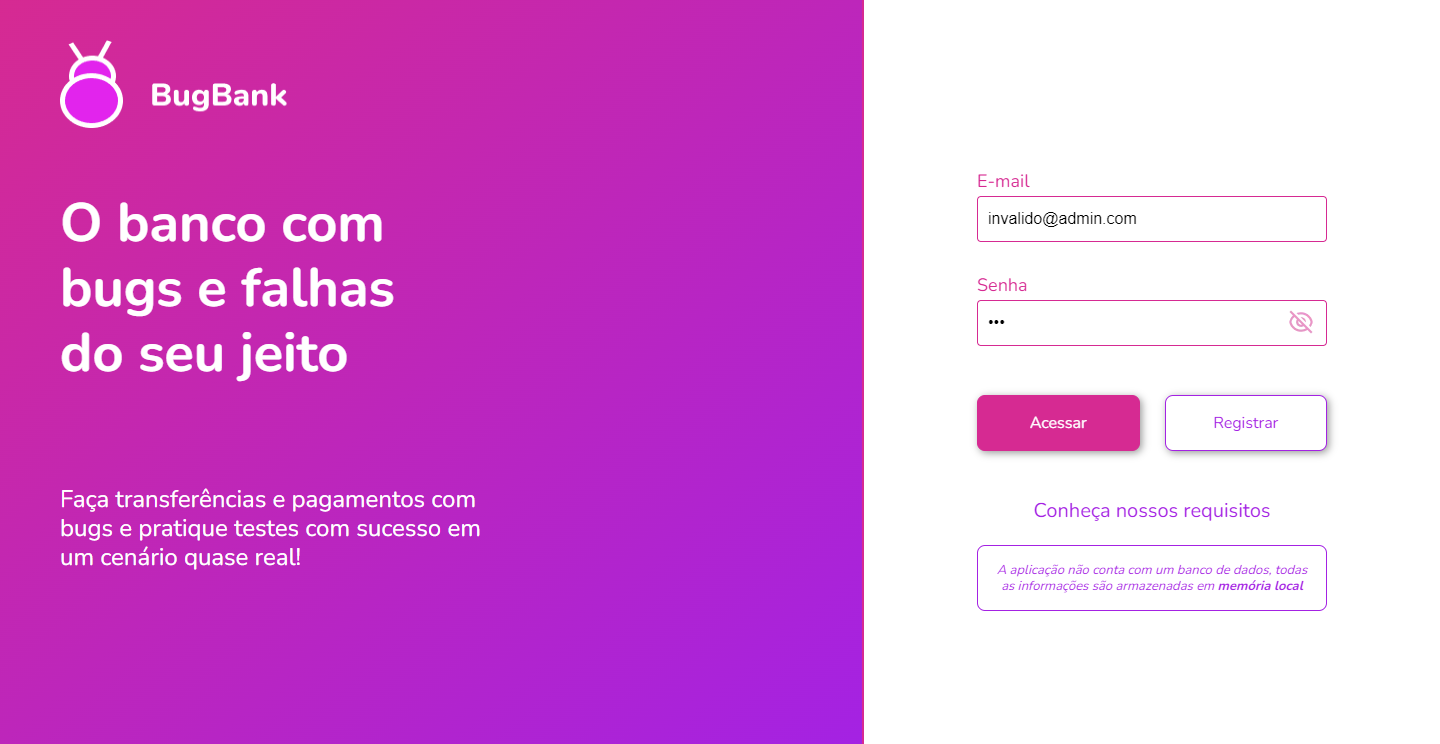 BugBank
O banco com
bugs e falhas
do seu jeito
Faça transferências e pagamentos com
bugs e pratique testes com sucesso em
um cenário quase real!
E-mail
invalido@admin.com
Senha
•••
Acessar
Registrar
Conheça nossos requisitos
A aplicação não conta com um banco de dados, todas
as informações são armazenadas em memória local